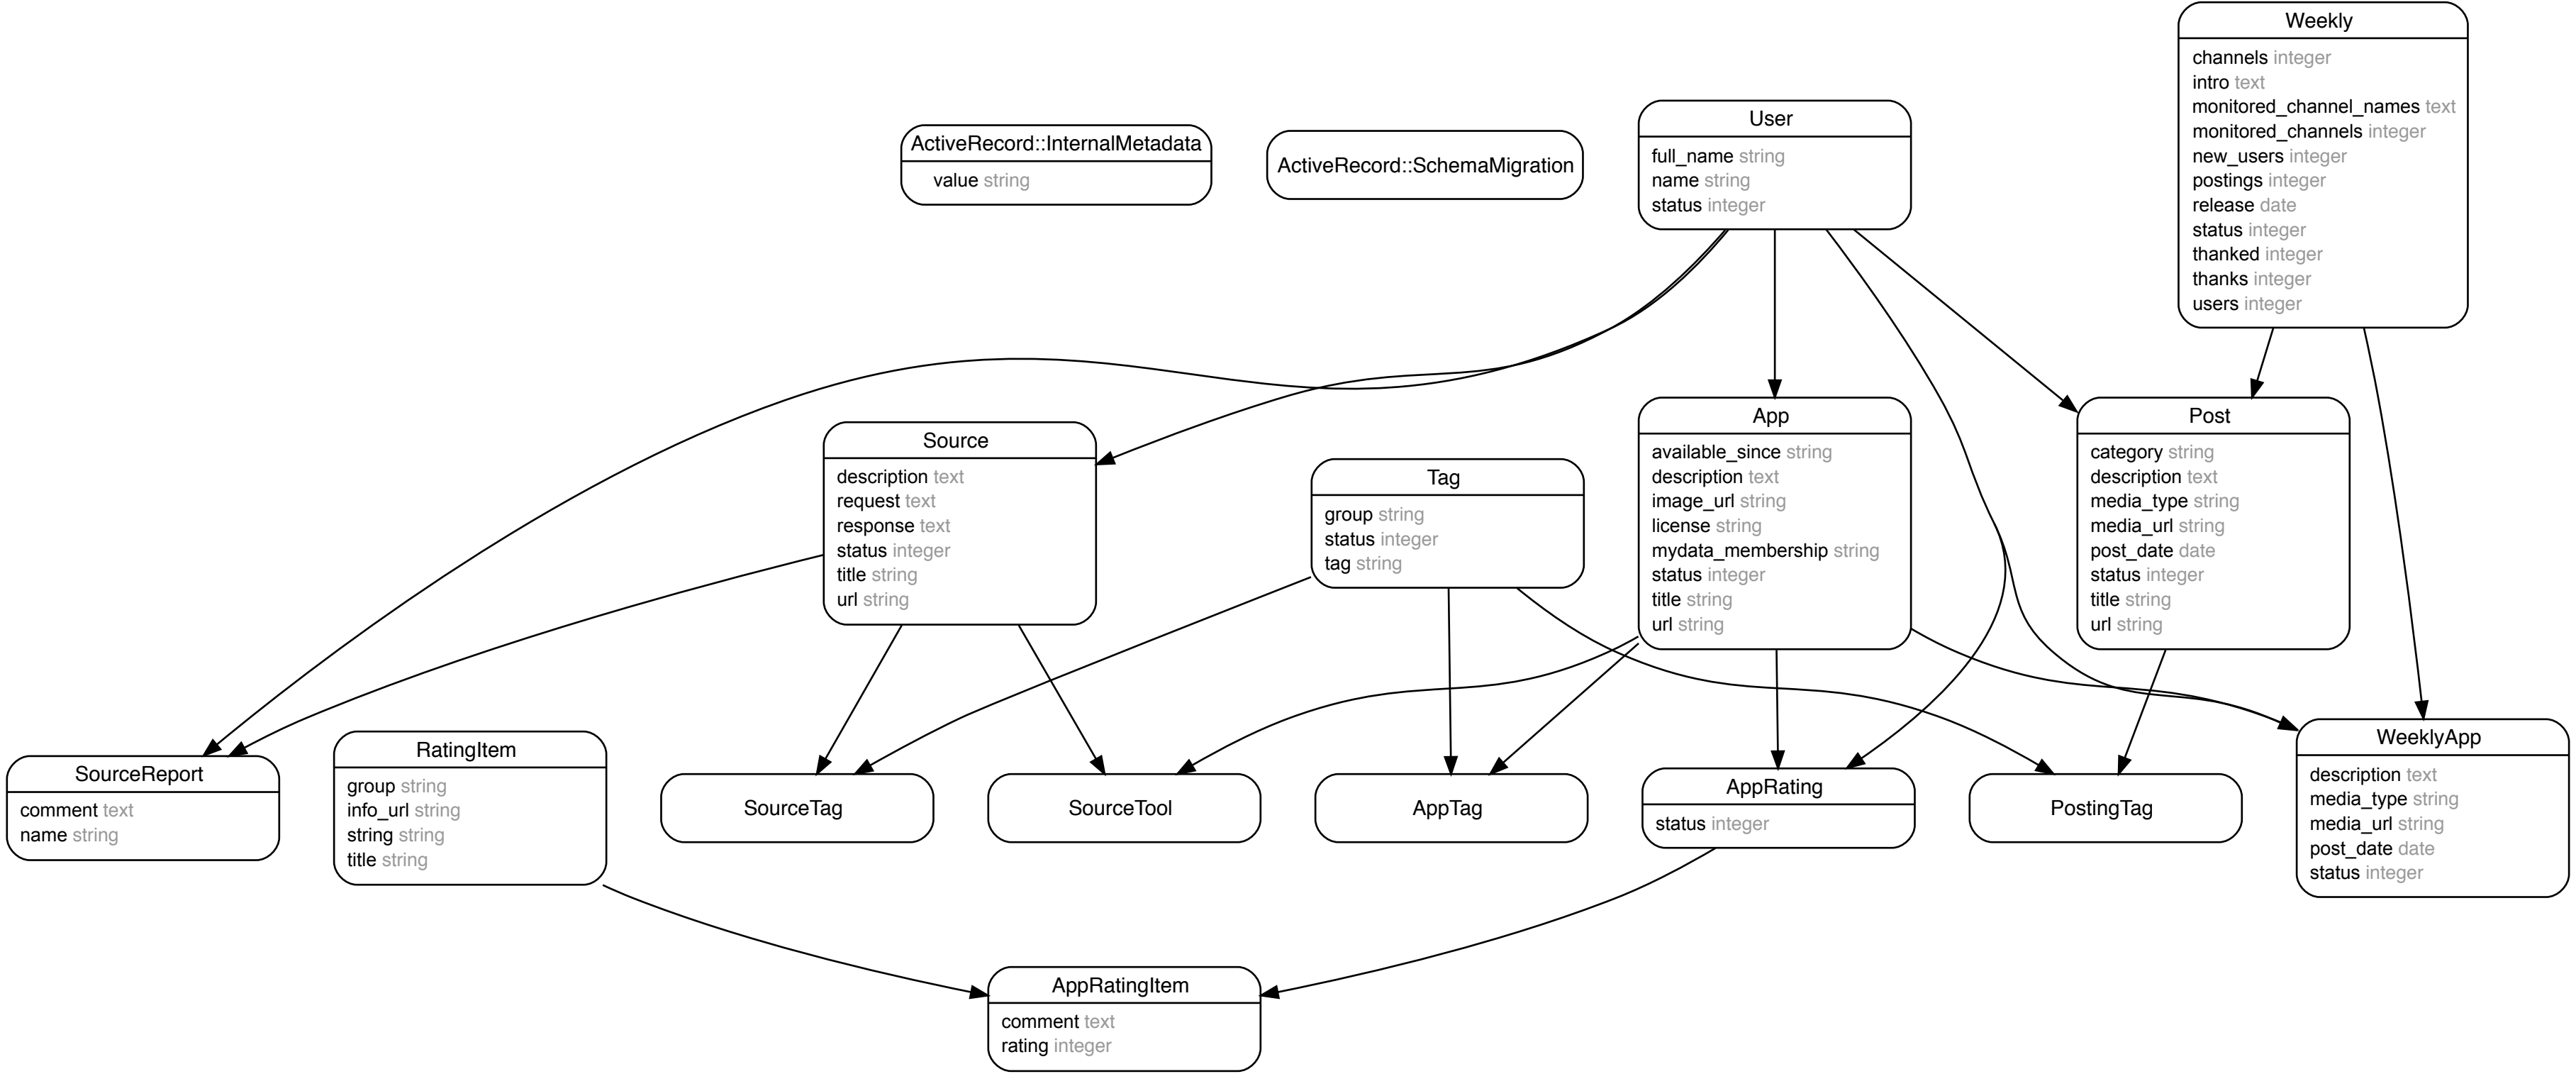 Weekly
channels integer
intro text
monitored_channel_names text
monitored_channels integer
new_users integer
postings integer
release date
status integer
thanked integer
thanks integer
users integer
User
full_name string
name string
status integer
ActiveRecord::InternalMetadata
value string
ActiveRecord::SchemaMigration
Source
description text
request text
response text
status integer
title string
url string
Tag
group string
status integer
tag string
App
available_since string
description text
image_url string
license string
mydata_membership string
status integer
title string
url string
Post
category string
description text
media_type string
media_url string
post_date date
status integer
title string
url string
SourceReport
comment text
name string
RatingItem
group string
info_url string
string string
title string
SourceTag
SourceTool
AppTag
AppRating
status integer
PostingTag
WeeklyApp
description text
media_type string
media_url string
post_date date
status integer
AppRatingItem
comment text
rating integer